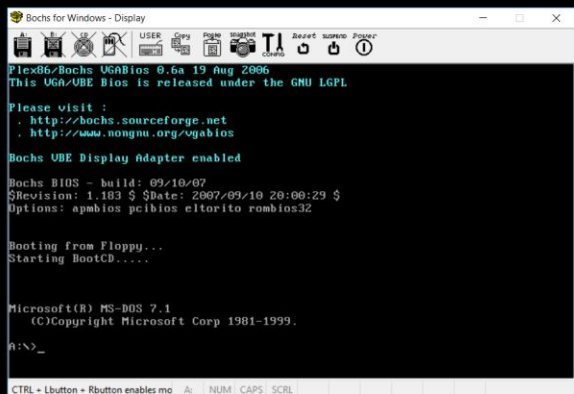 Bochs for Windows - Display
A:
B:
CD
USER
Copy
Paste
snapshot
CONFIG
Reset
suspend
Power
Plex86/Bochs VGABios 0.6a 19 Aug 2006
This VGA/VBE Bios is released under the GNU LGPL
Please visit :
. http://bochs.sourceforge.net
. http://www.nongnu.org/vgabios
Bochs VBE Display Adapter enabled
Bochs BIOS - build: 09/10/07
$Revision: 1.183 $ $Date: 2007/09/10 20:00:29 $
Options: apmbios pcibios eltorito rombios32
Booting from Floppy...
Starting BootCD.....
Microsoft(R) MS-DOS 7.1
(C)Copyright Microsoft Corp 1981-1999.
A:\>_
CTRL + Lbutton + Rbutton enables mo A: NUM CAPS SCRL